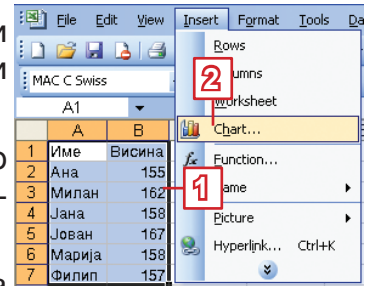 File Edit View Insert Format Tools Da
Rows
2
Worksheet
Chart...
Function...
1
Picture
Hyperlink... Ctrl+K
MAC C Swiss
A1
A B
1 Име Висина
2 Ана 155
3 Милан 162
4 Јана 158
5 Јован 167
6 Марија 158
7 Филип 157